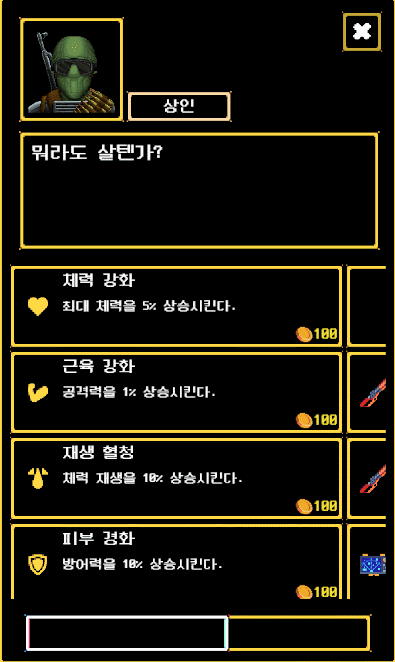 상인
뭐라도 살텐가?
체력 강화
최대 체력을 5% 상승시킨다.
100
근육 강화
공격력을 1% 상승시킨다.
100
재생 혈청
체력 재생을 10% 상승시킨다.
100
피부 경화
방어력을 10% 상승시킨다.
100